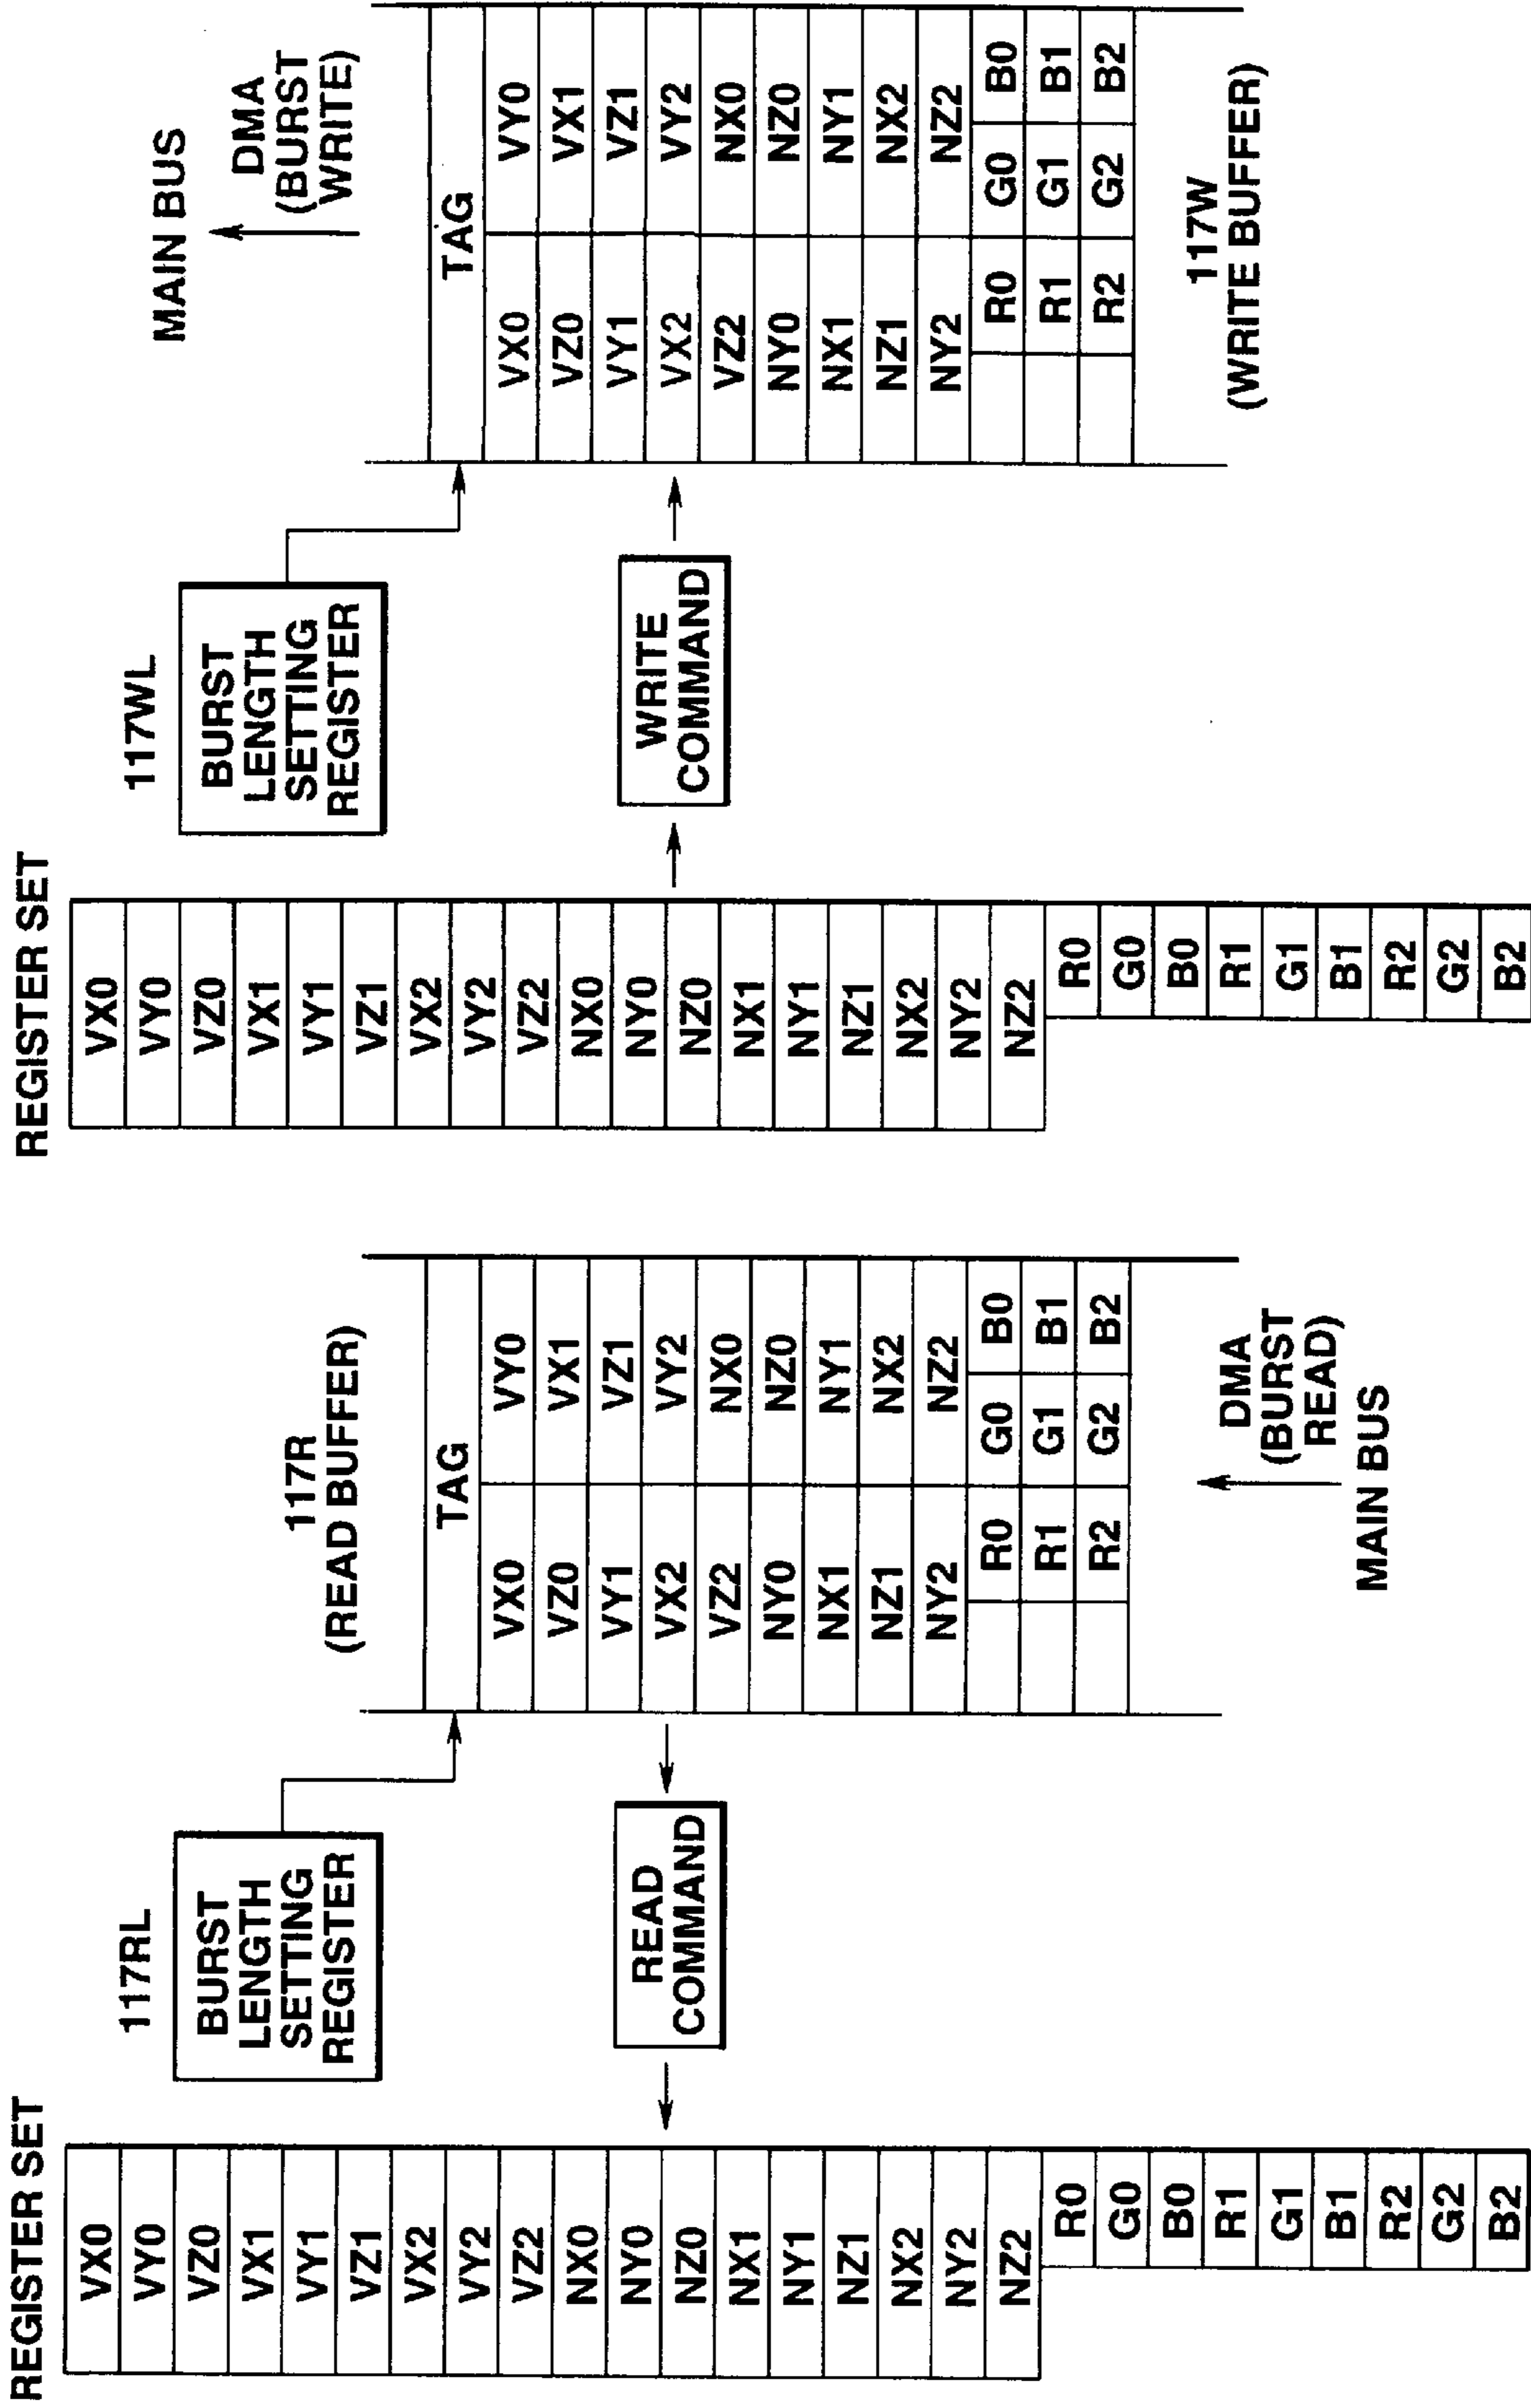 REGISTER SET
VX0
VY0
VZ0
VX1
VY1
VZ1
VX2
VY2
VZ2
NX0
NY0
NZ0
NX1
NY1
NZ1
NX2
NY2
NZ2
R0
G0
B0
R1
G1
B1
R2
G2
B2
117RL
BURST
LENGTH
SETTING
REGISTER
READ
COMMAND
117R
(READ BUFFER)
TAG
VX0 VY0
VZ0 VX1
VY1 VZ1
VX2 VY2
VZ2 NX0
NY0 NZ0
NX1 NY1
NZ1 NX2
NY2 NZ2
R0 G0 B0
R1 G1 B1
R2 G2 B2
DMA
(BURST
READ)
MAIN BUS
REGISTER SET
VX0
VY0
VZ0
VX1
VY1
VZ1
VX2
VY2
VZ2
NX0
NY0
NZ0
NX1
NY1
NZ1
NX2
NY2
NZ2
R0
G0
B0
R1
G1
B1
R2
G2
B2
117WL
BURST
LENGTH
SETTING
REGISTER
WRITE
COMMAND
MAIN BUS
DMA
(BURST
WRITE)
TAG
VX0 VY0
VZ0 VX1
VY1 VZ1
VX2 VY2
VZ2 NX0
NY0 NZ0
NX1 NY1
NZ1 NX2
NY2 NZ2
R0 G0 B0
R1 G1 B1
R2 G2 B2
117W
(WRITE BUFFER)